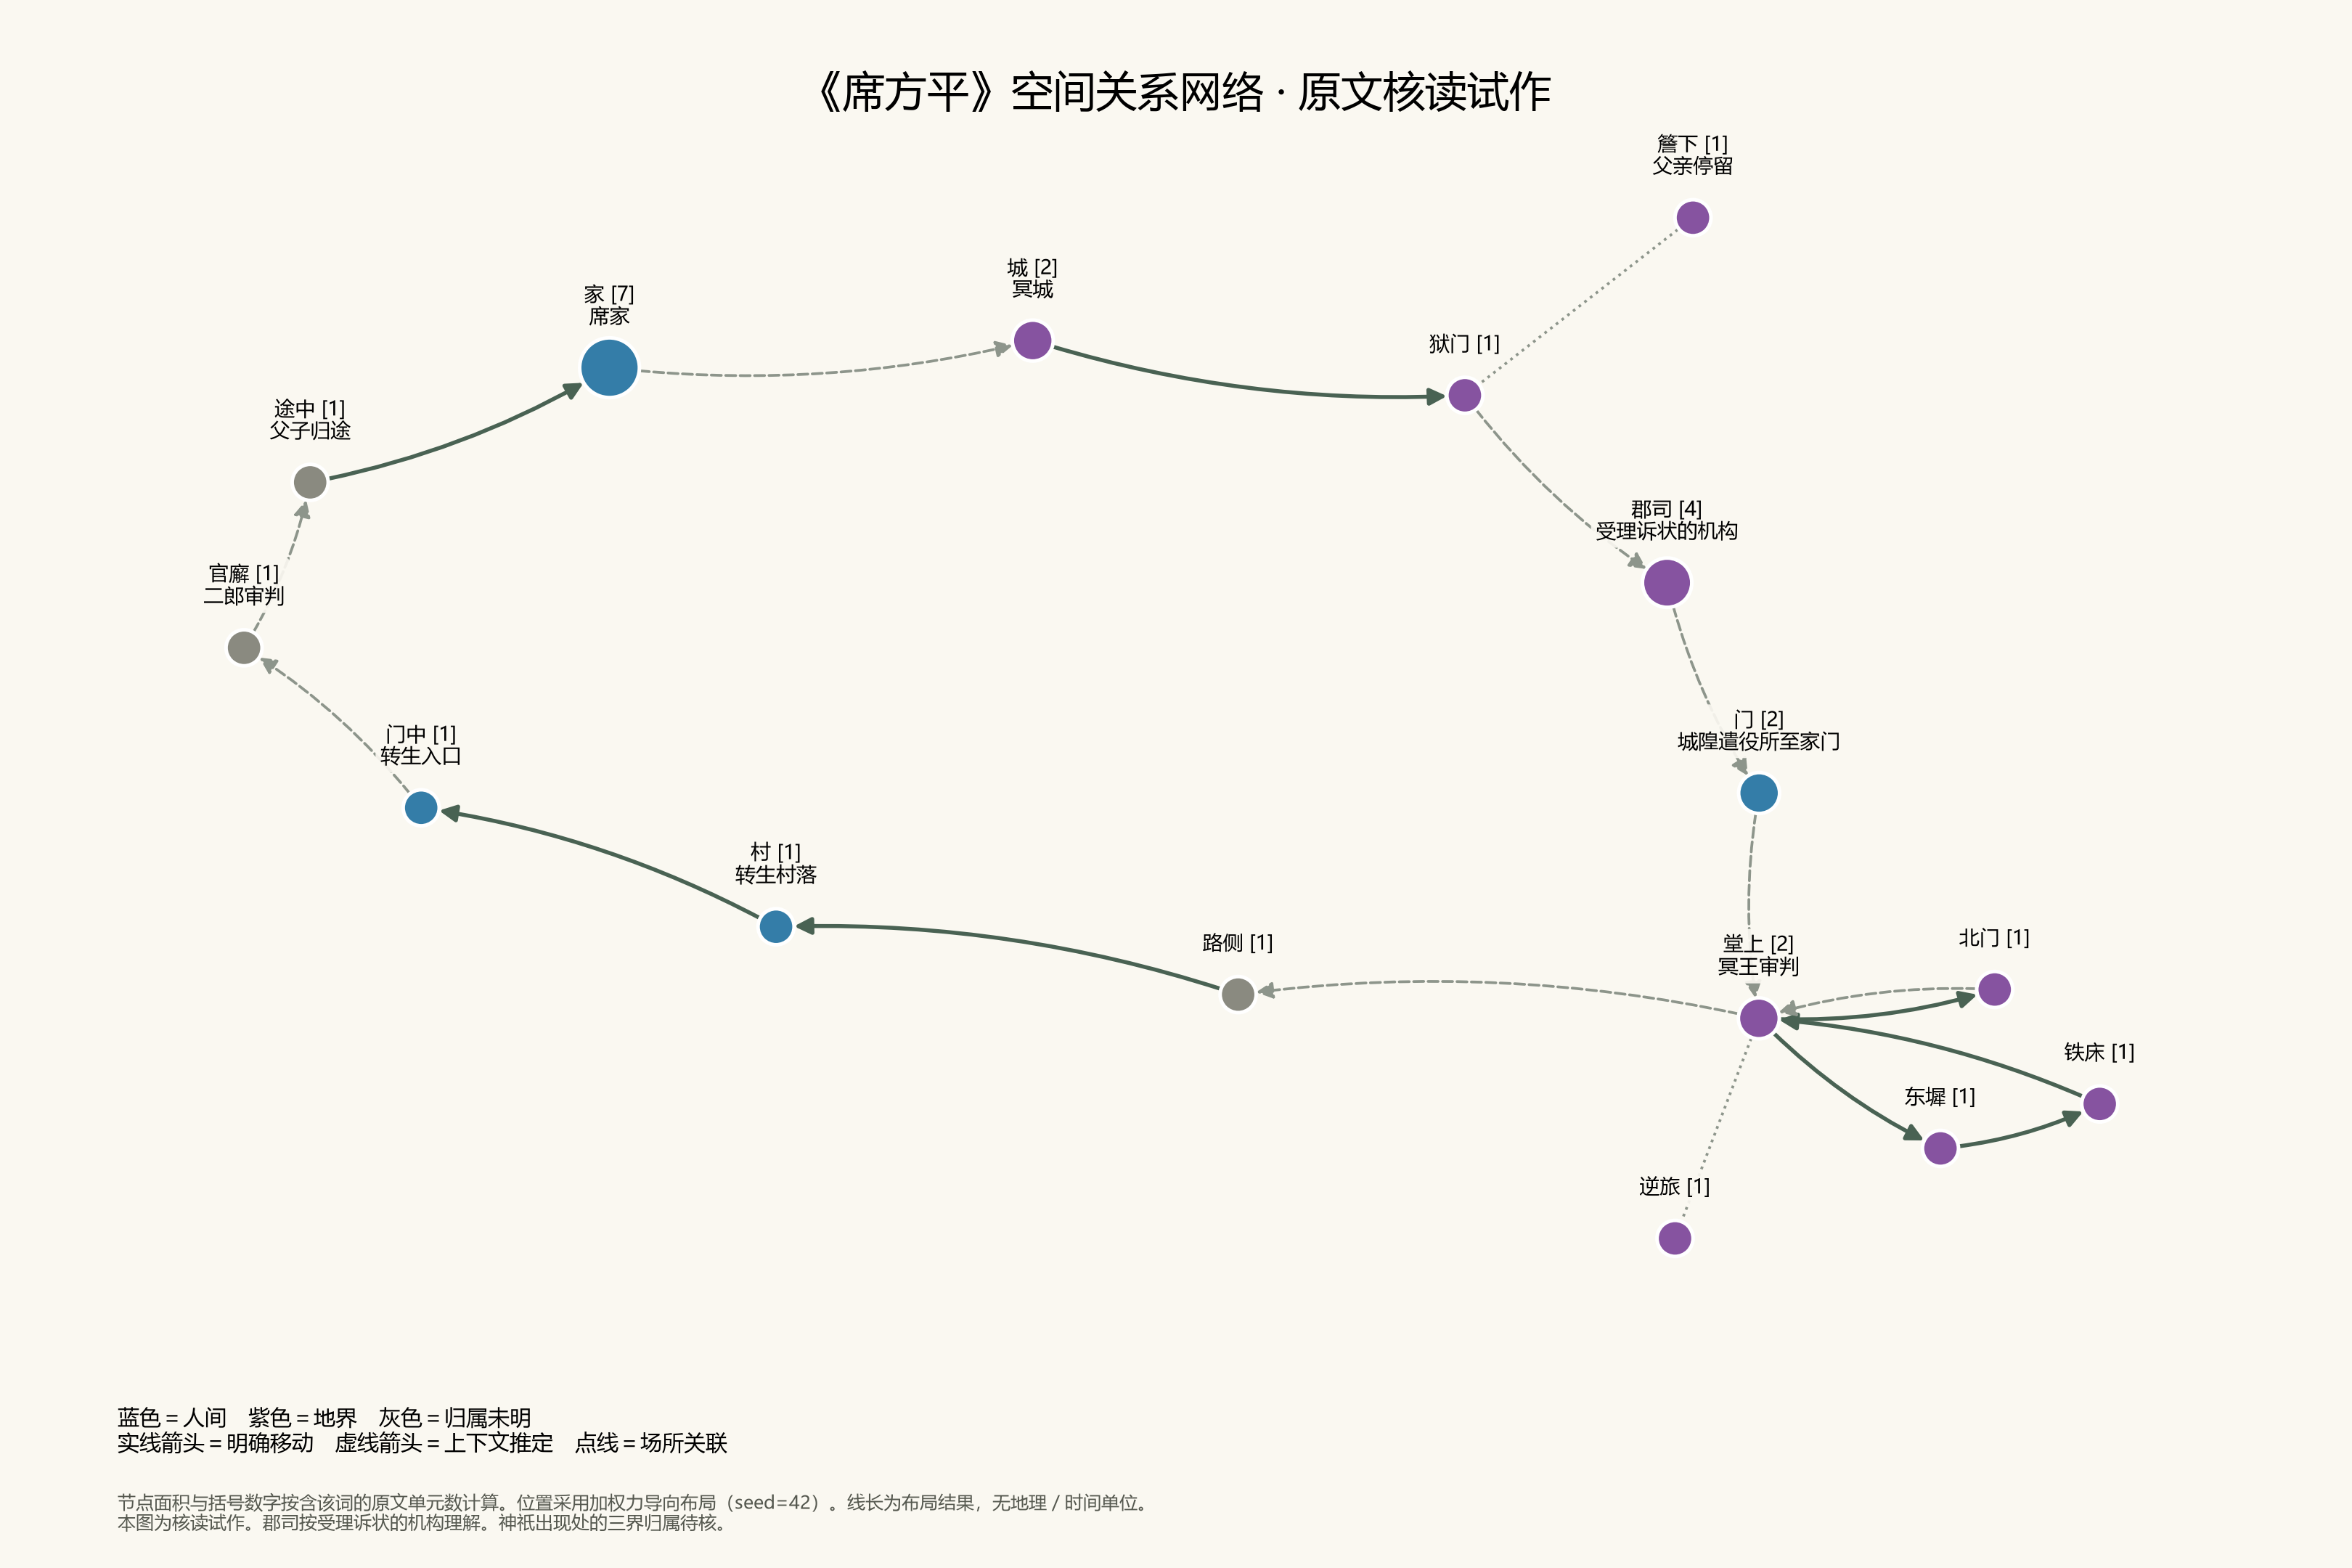 《席方平》空间关系网络 · 原文核读试作
簷下 [1]
父亲停留
城 [2]
冥城
家 [7]
席家
狱门 [1]
途中 [1]
父子归途
郡司 [4]
受理诉状的机构
官廨 [1]
二郎审判
门 [2]
城隍遣役所至家门
门中 [1]
转生入口
村 [1]
转生村落
路侧 [1]
堂上 [2]
冥王审判
北门 [1]
铁床 [1]
东墀 [1]
逆旅 [1]
蓝色=人间 紫色=地界 灰色=归属未明
实线箭头=明确移动 虚线箭头=上下文推定 点线=场所关联
节点面积与括号数字按含该词的原文单元数计算。位置采用加权力导向布局（seed=42）。线长为布局结果，无地理 / 时间单位。
本图为核读试作。郡司按受理诉状的机构理解。神祇出现处的三界归属待核。